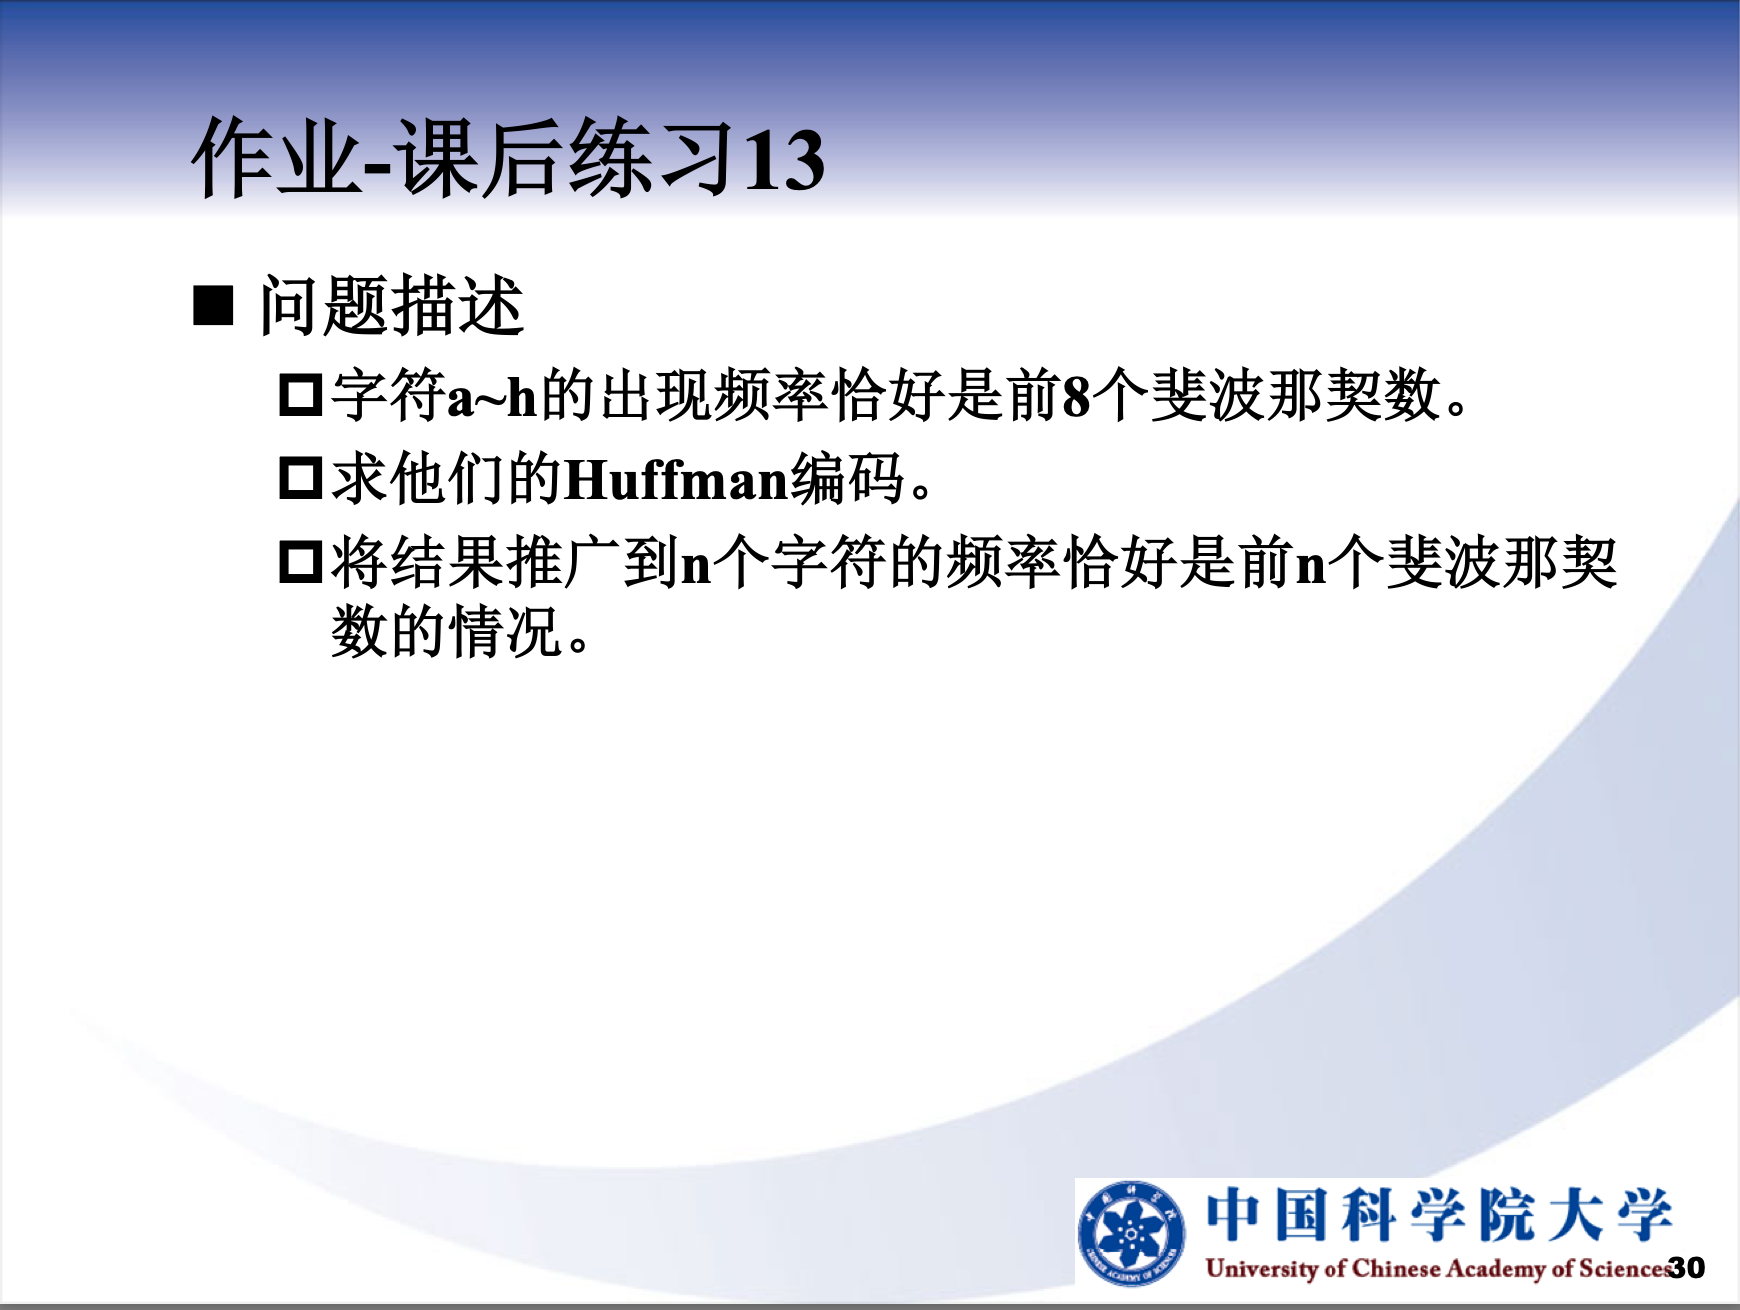 作业-课后练习13
问题描述
字符a~h的出现频率恰好是前8个斐波那契数。
求他们的Huffman编码。
将结果推广到n个字符的频率恰好是前n个斐波那契
数的情况。
中国科学院大学
University of Chinese Academy of Sciences
30